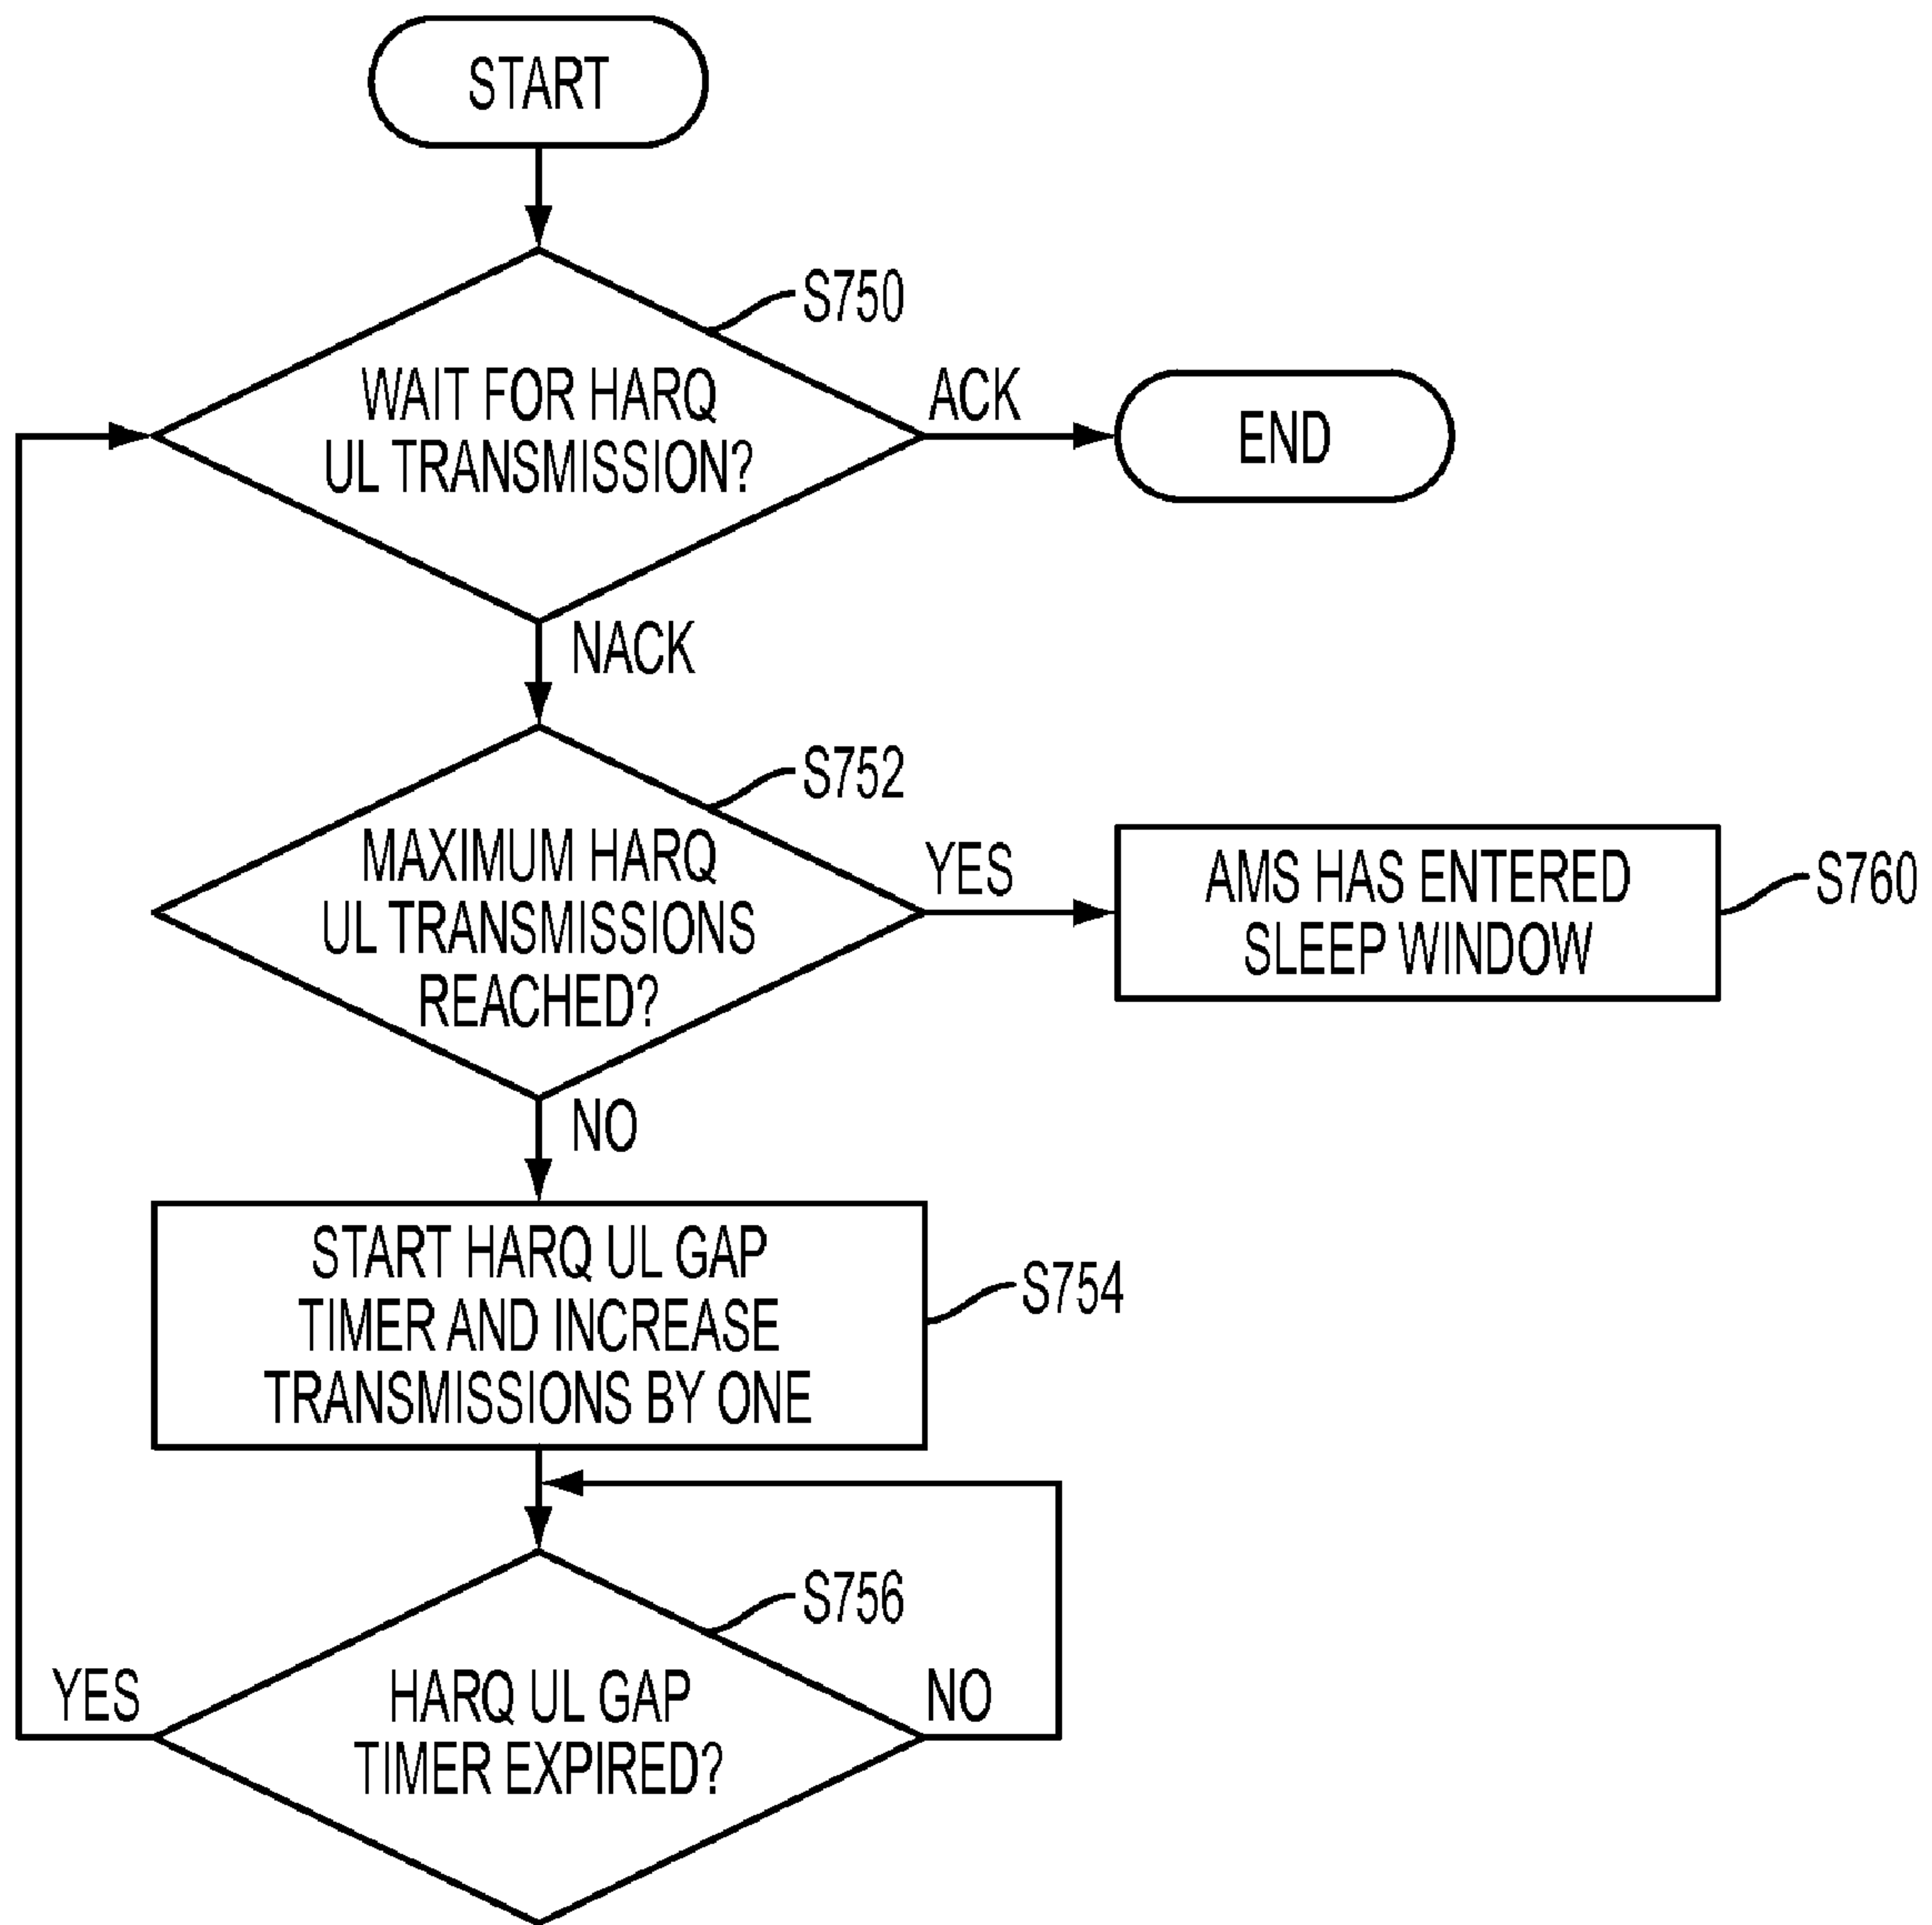 START
S750
WAIT FOR HARQ
UL TRANSMISSION?
ACK
END
NACK
S752
MAXIMUM HARQ
UL TRANSMISSIONS
REACHED?
YES
AMS HAS ENTERED
SLEEP WINDOW
S760
NO
START HARQ UL GAP
TIMER AND INCREASE
TRANSMISSIONS BY ONE
S754
S756
HARQ UL GAP
TIMER EXPIRED?
YES
NO